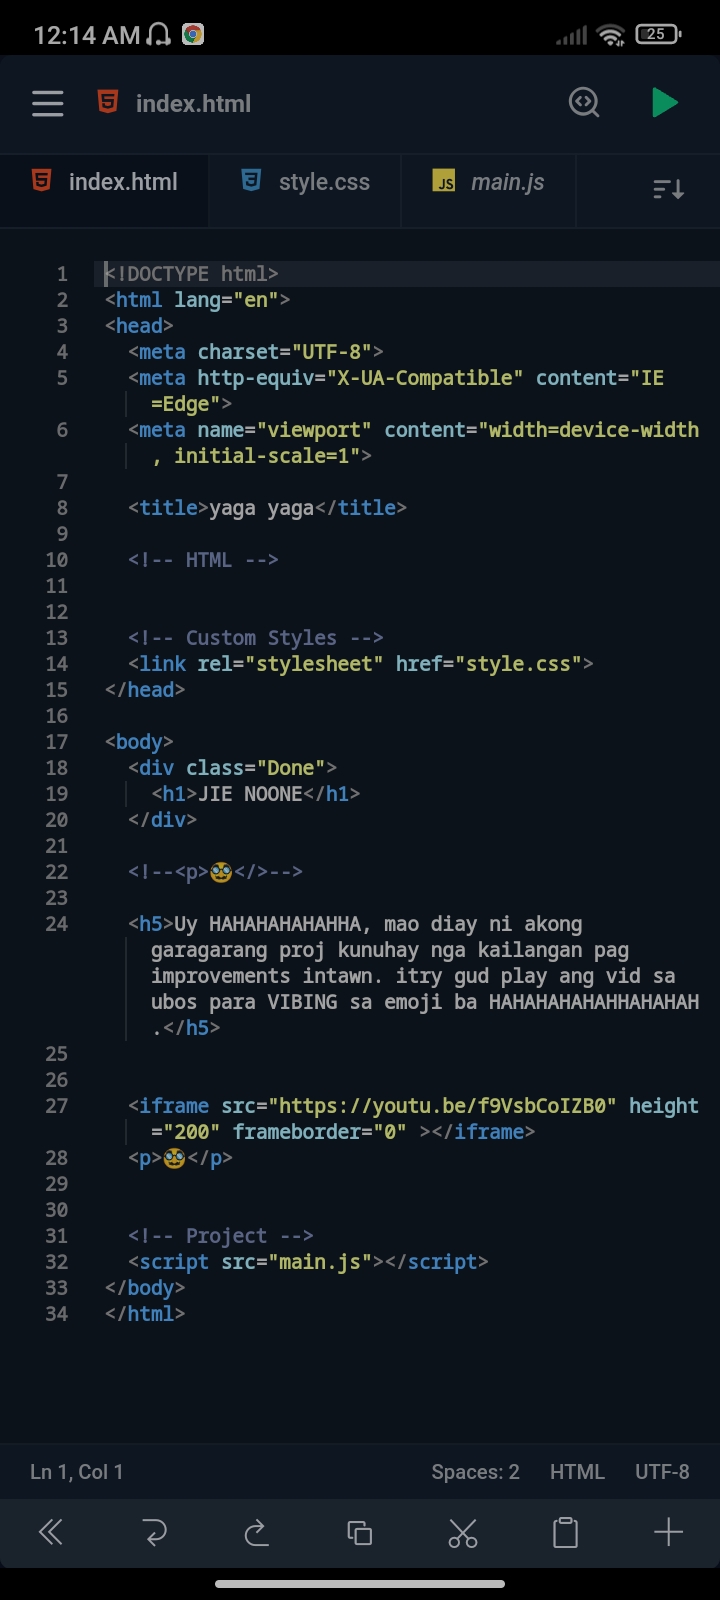 12:14 AM 25
index.html
index.html style.css JS main.js
1 <!DOCTYPE html>
2 <html lang="en">
3 <head>
4 <meta charset="UTF-8">
5 <meta http-equiv="X-UA-Compatible" content="IE
=Edge">
6 <meta name="viewport" content="width=device-width
, initial-scale=1">
7
8 <title>yaga yaga</title>
9
10 <!-- HTML -->
11
12
13 <!-- Custom Styles -->
14 <link rel="stylesheet" href="style.css">
15 </head>
16
17 <body>
18 <div class="Done">
19 <h1>JIE NOONE</h1>
20 </div>
21
22 <!--<p>🥸</>-->
23
24 <h5>Uy HAHAHAHAHAHHA, mao diay ni akong
garagarang proj kunuhay nga kailangan pag
improvements intawn. itry gud play ang vid sa
ubos para VIBING sa emoji ba HAHAHAHAHAHHAHAHAH
.</h5>
25
26
27 <iframe src="https://youtu.be/f9VsbCoIZB0" height
="200" frameborder="0" ></iframe>
28 <p>🥸</p>
29
30
31 <!-- Project -->
32 <script src="main.js"></script>
33 </body>
34 </html>
Ln 1, Col 1 Spaces: 2 HTML UTF-8